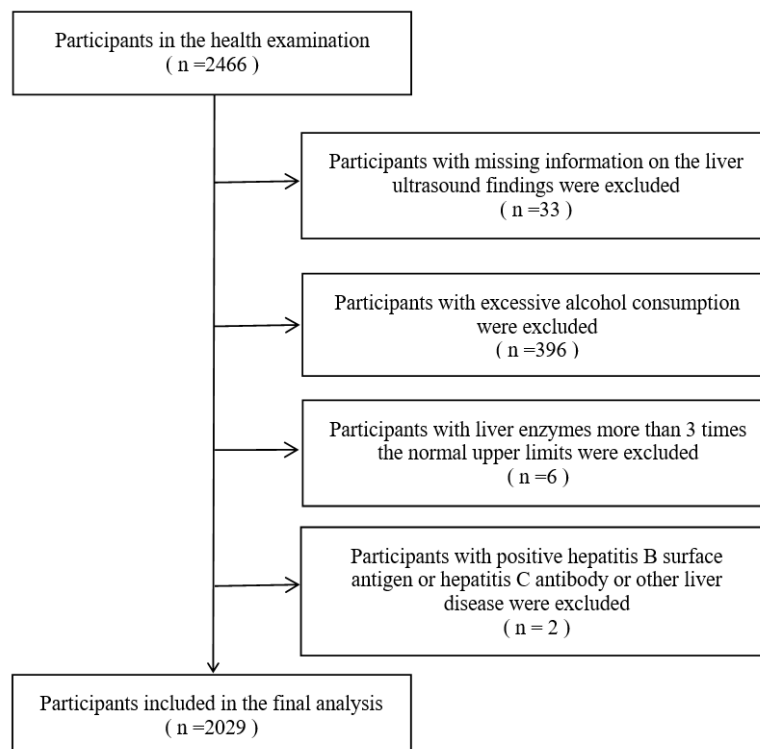 Participants in the health examination
( n =2466 )
Participants with missing information on the liver
ultrasound findings were excluded
( n =33 )
Participants with excessive alcohol consumption
were excluded
( n =396 )
Participants with liver enzymes more than 3 times
the normal upper limits were excluded
( n =6 )
Participants with positive hepatitis B surface
antigen or hepatitis C antibody or other liver
disease were excluded
( n = 2 )
Participants included in the final analysis
( n =2029 )